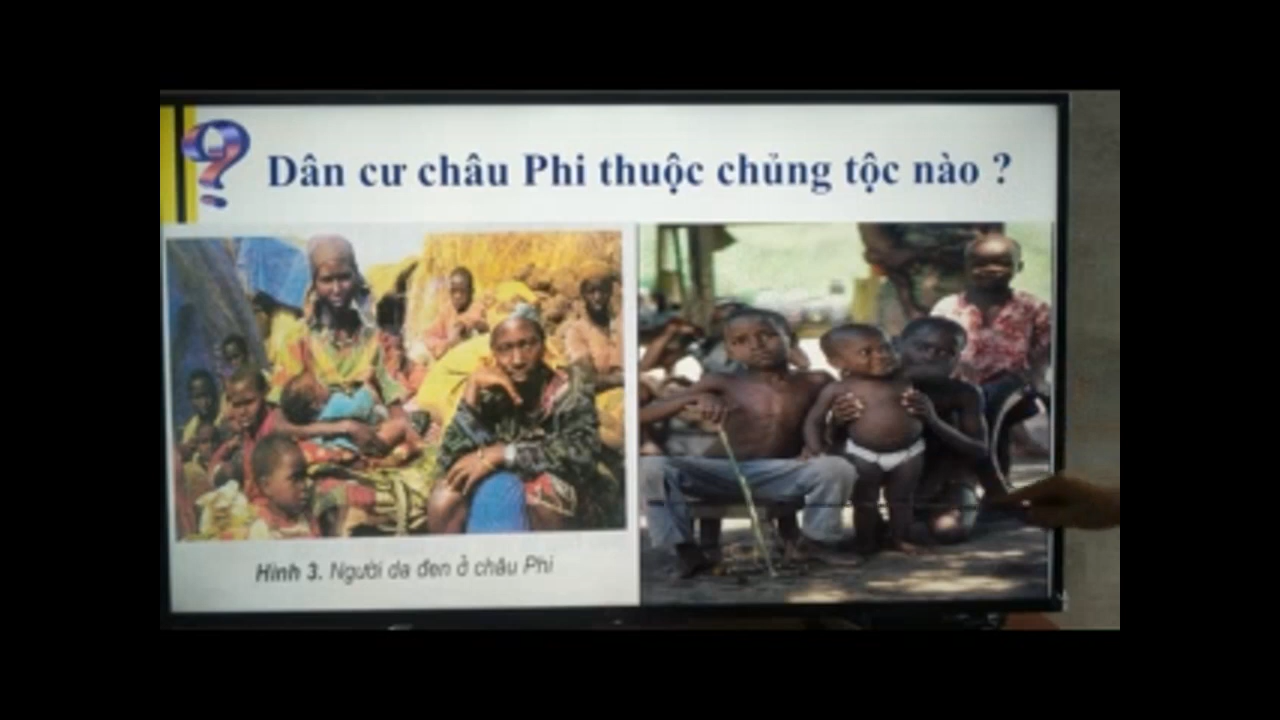 Dân cư châu Phi thuộc chủng tộc nào ?
Hình 3. Người da đen ở châu Phi